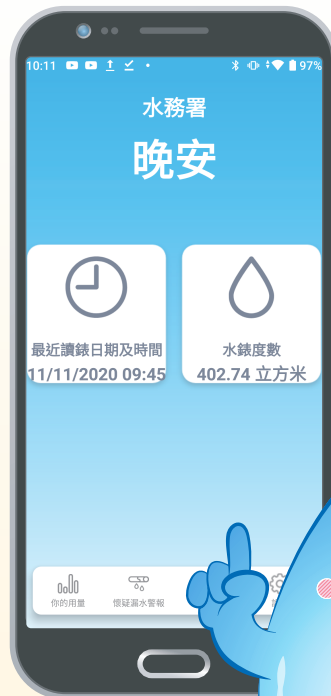 10:11
97%
水務署
晚安
最近讀錶日期及時間
11/11/2020 09:45
水錶度數
402.74 立方米
你的用量
懷疑漏水警報